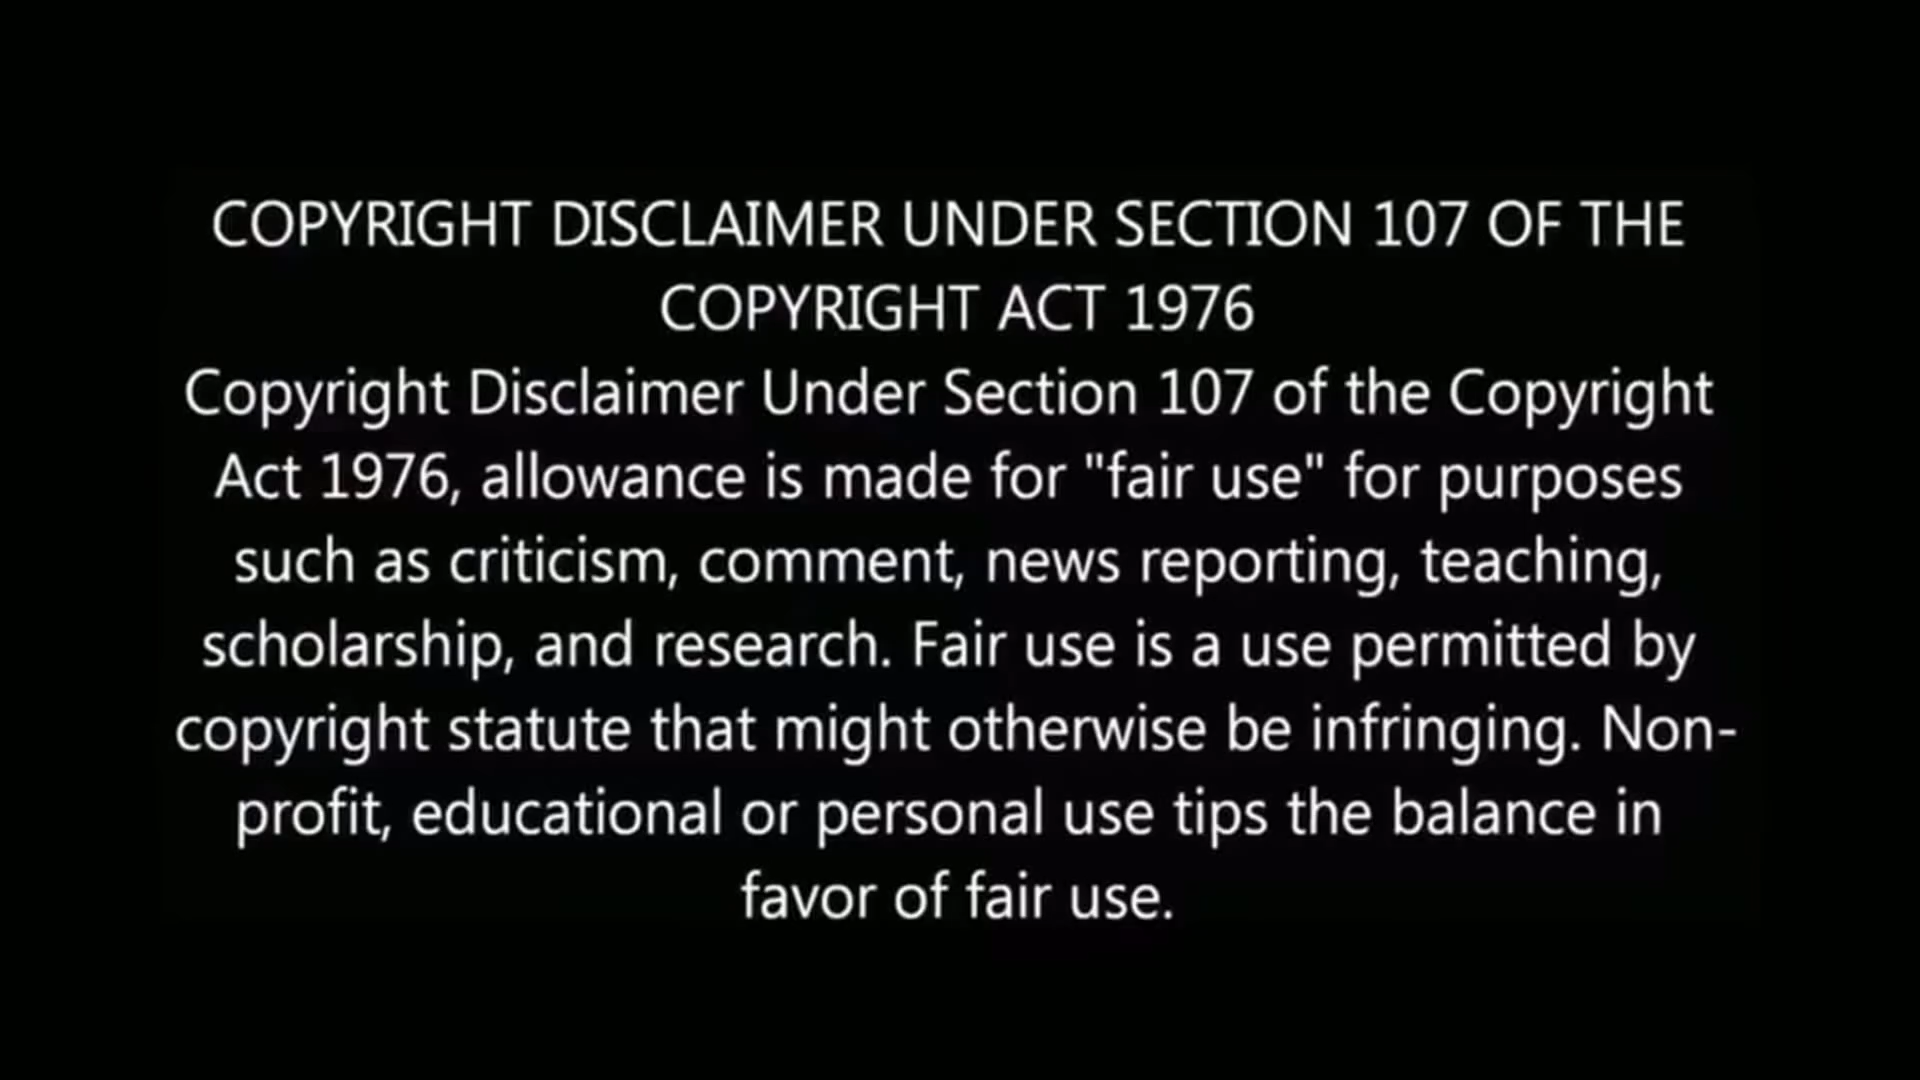 COPYRIGHT DISCLAIMER UNDER SECTION 107 OF THE
COPYRIGHT ACT 1976
Copyright Disclaimer Under Section 107 of the Copyright
Act 1976, allowance is made for "fair use" for purposes
such as criticism, comment, news reporting, teaching,
scholarship, and research. Fair use is a use permitted by
copyright statute that might otherwise be infringing. Non-
profit, educational or personal use tips the balance in
favor of fair use.